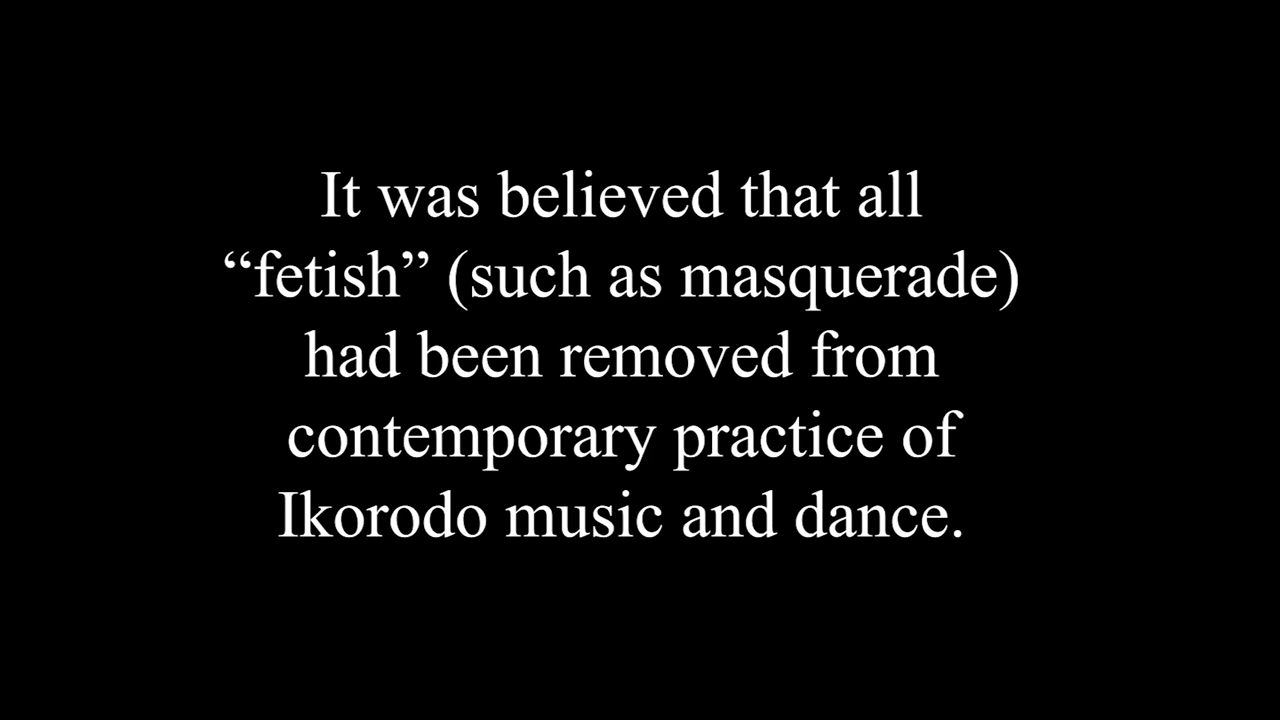 It was believed that all
“fetish” (such as masquerade)
had been removed from
contemporary practice of
Ikorodo music and dance.